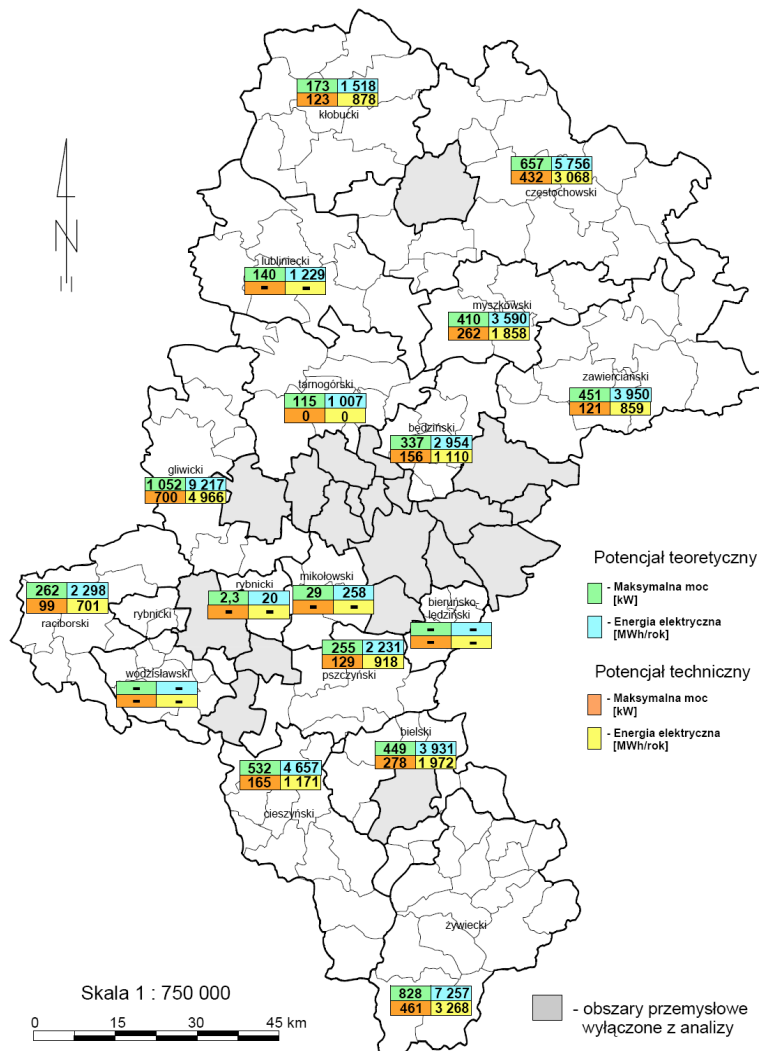 173 1 518
123 878
kłobucki
657 5 756
432 3 068
częstochowski
N
lubliniecki
140 1 229
- -
myszkowski
410 3 590
262 1 858
zawierciański
451 3 950
121 859
tarnogórski
115 1 007
0 0
będziński
337 2 954
156 1 110
gliwicki
1 052 9 217
700 4 966
Potencjał teoretyczny
- Maksymalna moc
[kW]
- Energia elektryczna
[MWh/rok]
Potencjał techniczny
- Maksymalna moc
[kW]
- Energia elektryczna
[MWh/rok]
262 2 298
99 701
raciborski
rybnicki
rybnicki
2,3 20
- -
mikołowski
29 258
- -
bieruńsko-
lędziński
- -
- -
255 2 231
129 918
pszczyński
wodzisławski
- -
- -
bielski
449 3 931
278 1 972
532 4 657
165 1 171
cieszyński
żywiecki
828 7 257
461 3 268
Skala 1 : 750 000
0 15 30 45 km
- obszary przemysłowe
wyłączone z analizy